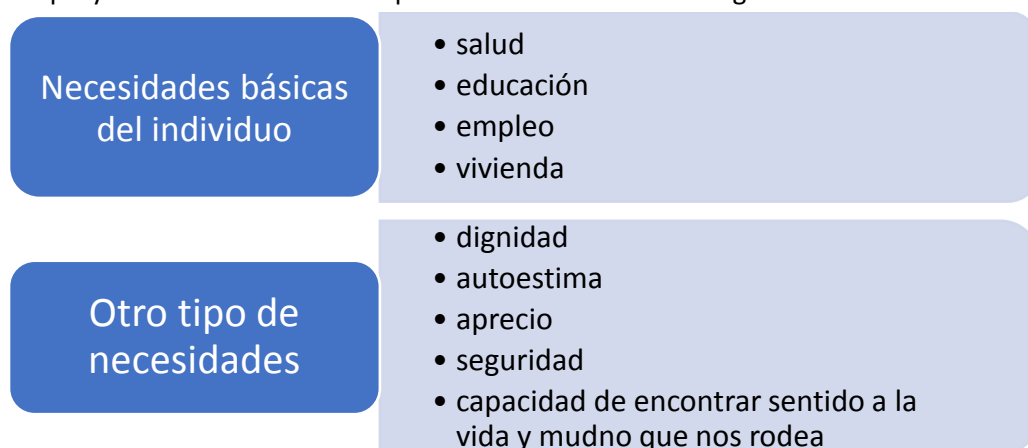 Necesidades básicas
del individuo
• salud
• educación
• empleo
• vivienda
Otro tipo de
necesidades
• dignidad
• autoestima
• aprecio
• seguridad
• capacidad de encontrar sentido a la
vida y mudno que nos rodea